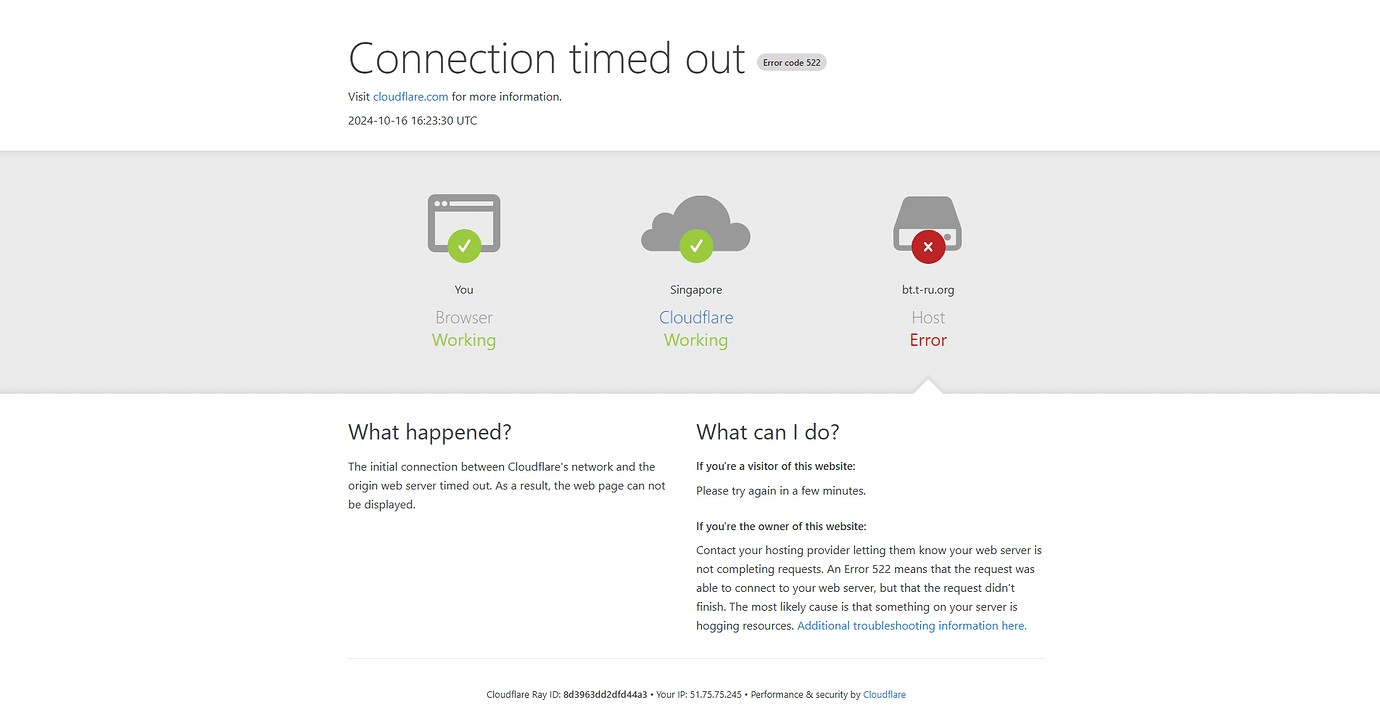 Connection timed out Error code 522
Visit cloudflare.com for more information.
2024-10-16 16:23:30 UTC
You
Browser
Working
Singapore
Cloudflare
Working
bt.t-ru.org
Host
Error
What happened?
The initial connection between Cloudflare's network and the
origin web server timed out. As a result, the web page can not
be displayed.
What can I do?
If you're a visitor of this website:
Please try again in a few minutes.
If you're the owner of this website:
Contact your hosting provider letting them know your web server is
not completing requests. An Error 522 means that the request was
able to connect to your web server, but that the request didn't
finish. The most likely cause is that something on your server is
hogging resources. Additional troubleshooting information here.
Cloudflare Ray ID: 8d3963dd2dfd44a3 • Your IP: 51.75.75.245 • Performance & security by Cloudflare